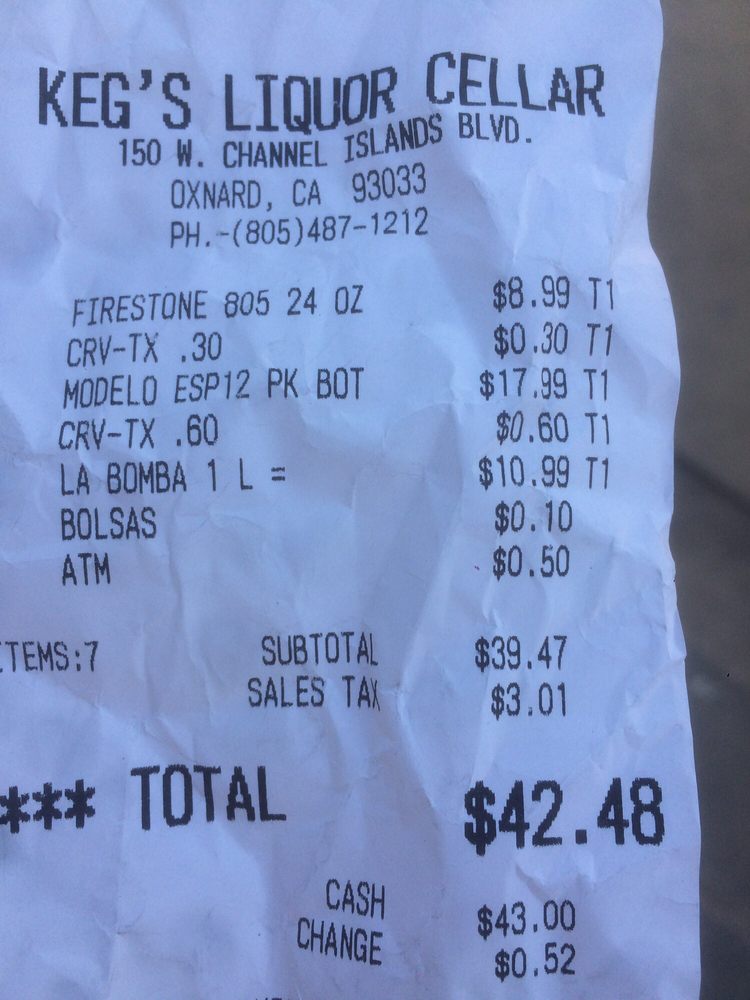 KEG'S LIQUOR CELLAR
150 W. CHANNEL ISLANDS BLVD.
OXNARD, CA 93033
PH.-(805)487-1212
FIRESTONE 805 24 OZ $8.99 T1
CRV-TX .30 $0.30 T1
MODELO ESP12 PK BOT $17.99 T1
CRV-TX .60 $0.60 T1
LA BOMBA 1 L = $10.99 T1
BOLSAS $0.10
ATM $0.50
TEMS:7 SUBTOTAL $39.47
SALES TAX $3.01
*** TOTAL $42.48
CASH $43.00
CHANGE $0.52